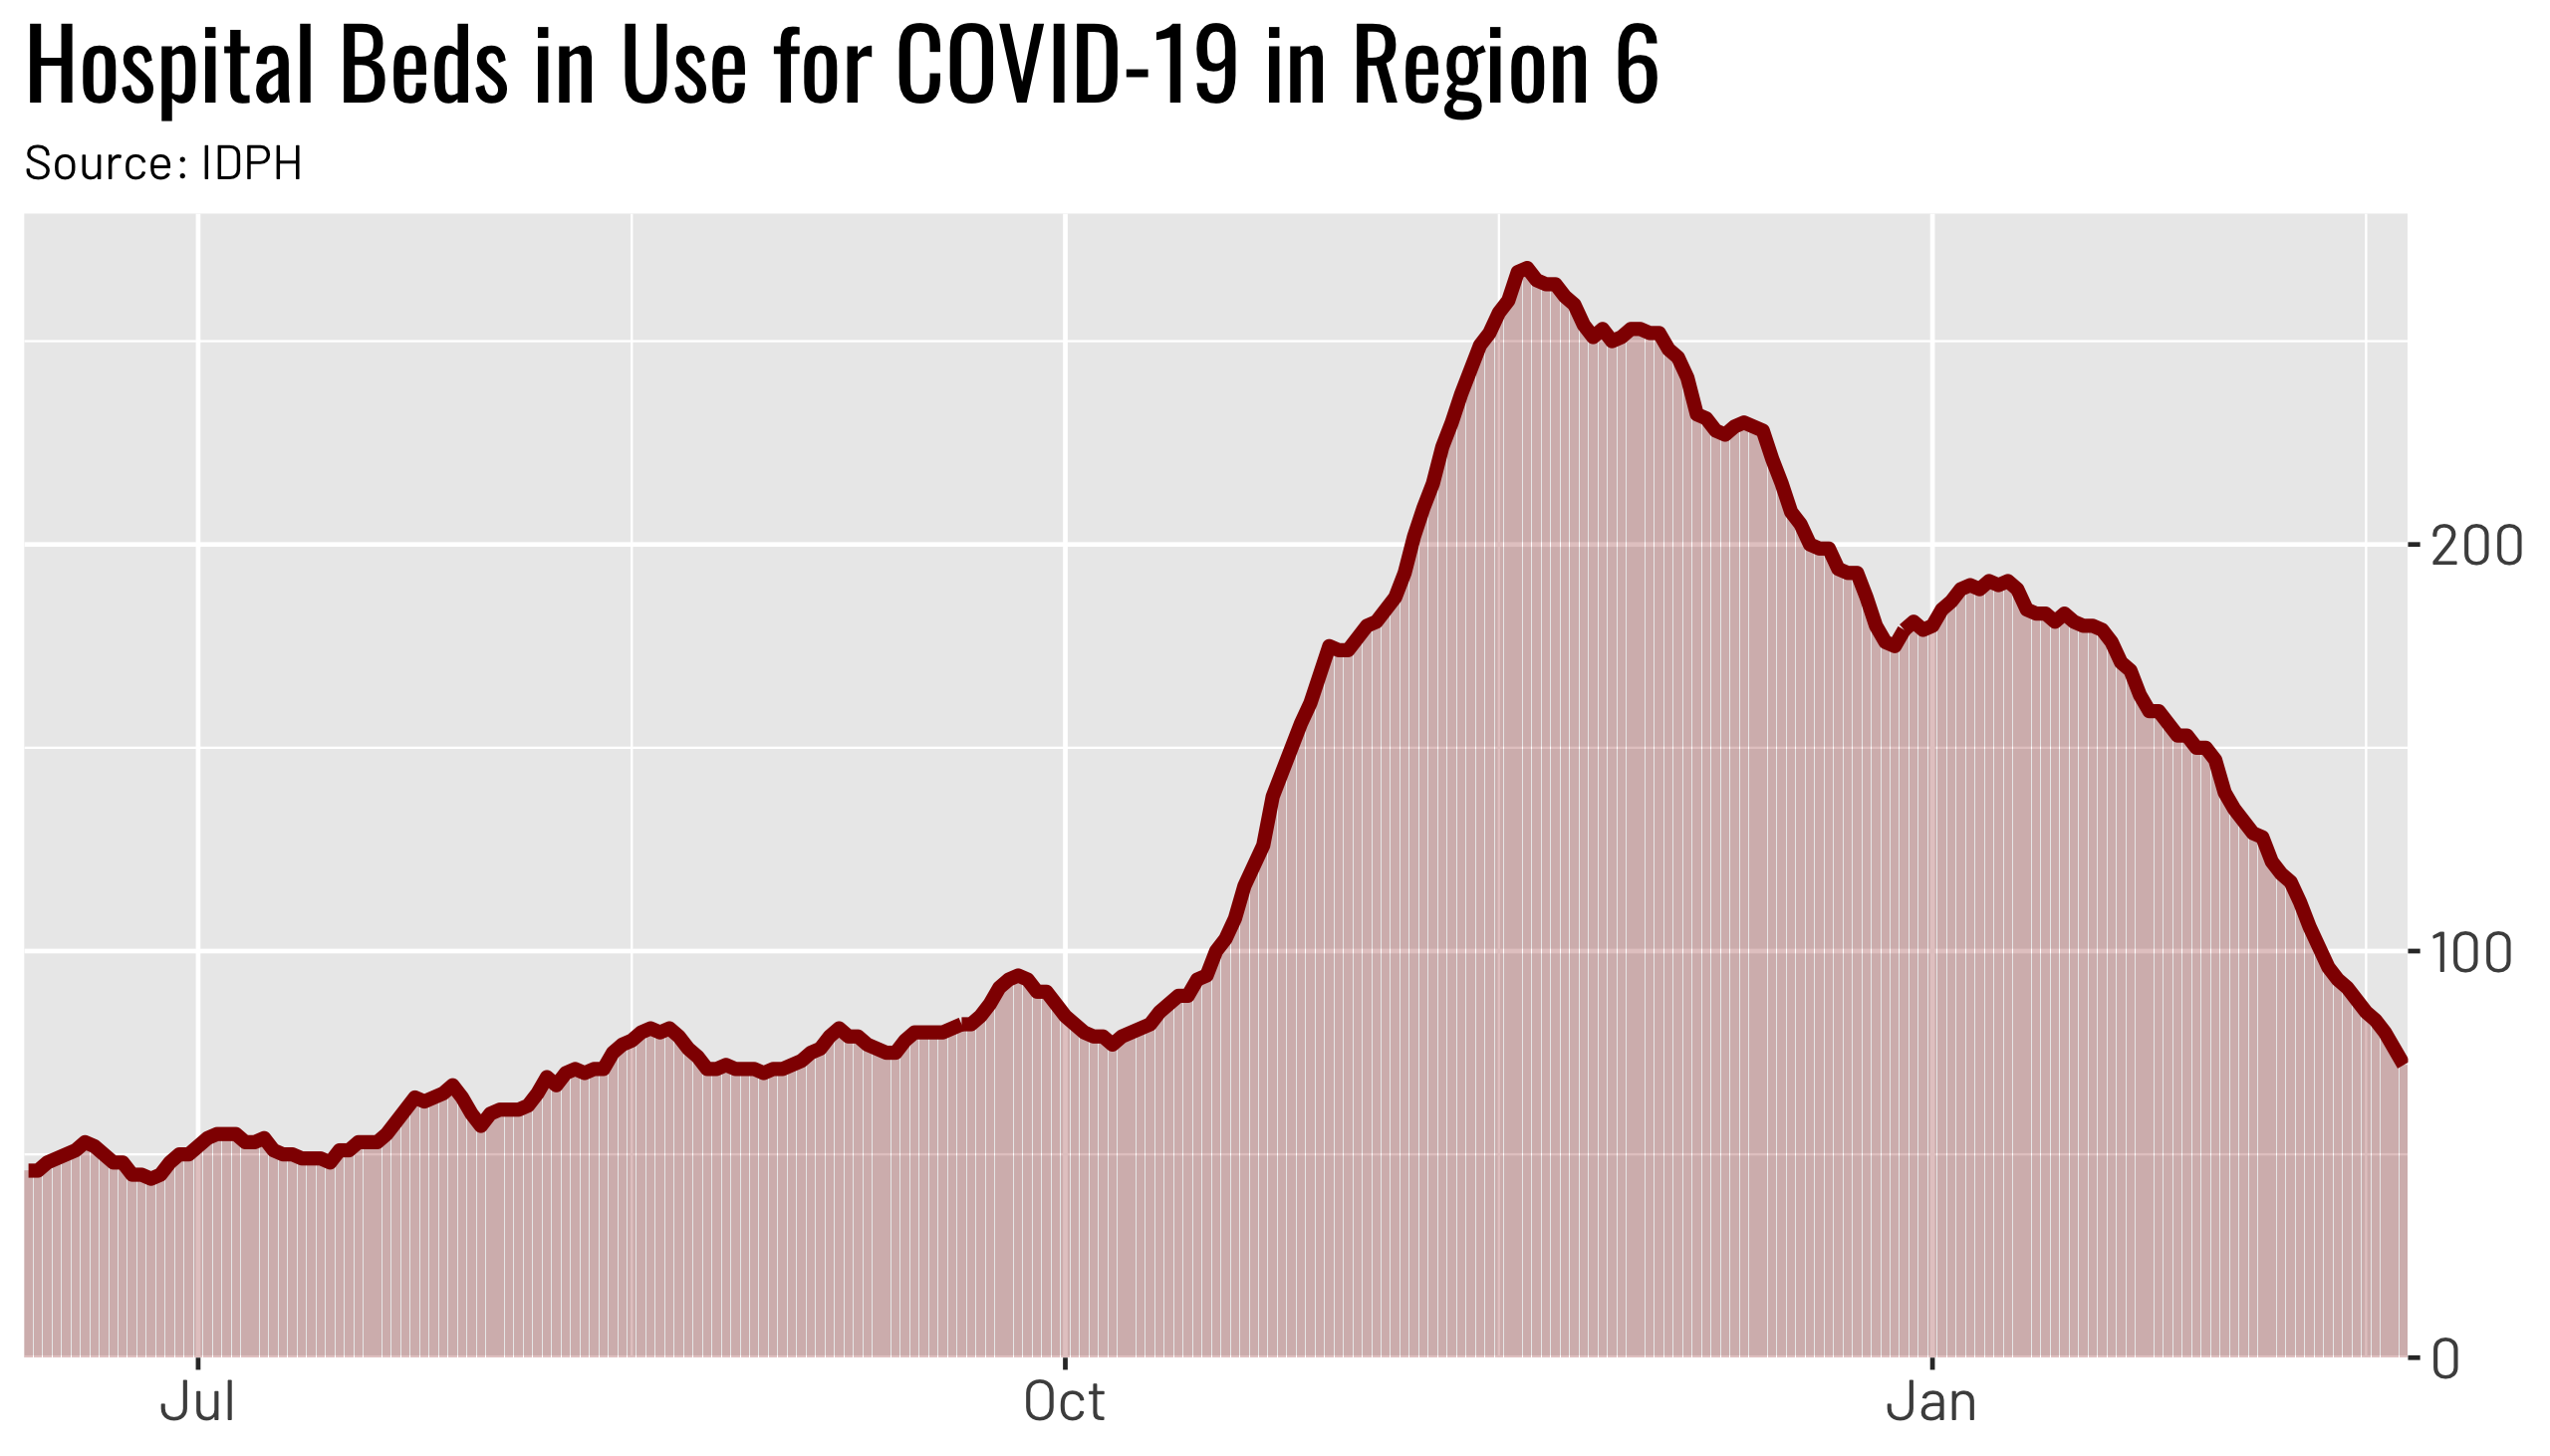 Hospital Beds in Use for COVID-19 in Region 6
Source: IDPH
200
100
0
Jul Oct Jan